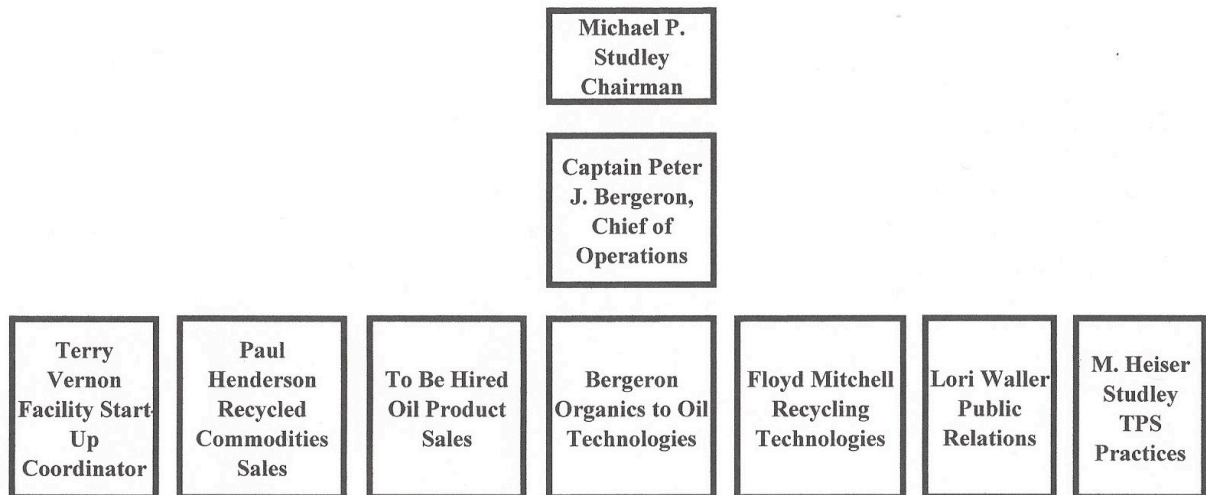 Michael P.
Studley
Chairman
Captain Peter
J. Bergeron,
Chief of
Operations
Terry
Vernon
Facility Start-
Up
Coordinator
Paul
Henderson
Recycled
Commodities
Sales
To Be Hired
Oil Product
Sales
Bergeron
Organics to Oil
Technologies
Floyd Mitchell
Recycling
Technologies
Lori Waller
Public
Relations
M. Heiser
Studley
TPS
Practices